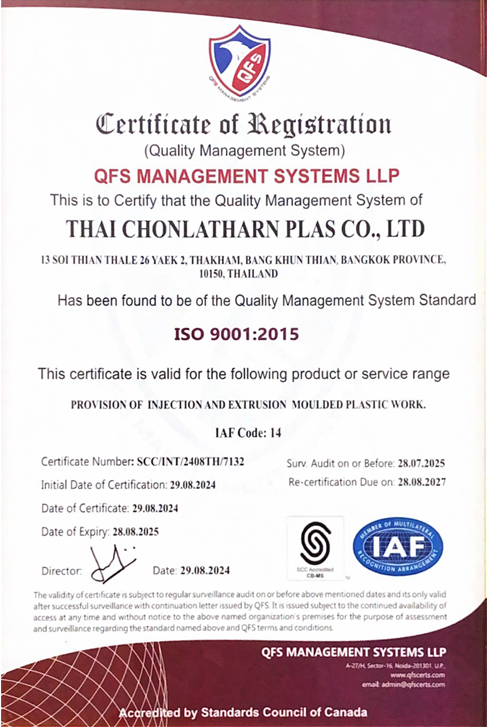 QFS
QFS MANAGEMENT SYSTEMS
Certificate of Registration
(Quality Management System)
QFS MANAGEMENT SYSTEMS LLP
This is to Certify that the Quality Management System of
THAI CHONLATHARN PLAS CO., LTD
13 SOI THIAN THALE 26 YAEK 2, THAKHAM, BANG KHUN THIAN, BANGKOK PROVINCE,
10150, THAILAND
Has been found to be of the Quality Management System Standard
ISO 9001:2015
This certificate is valid for the following product or service range
PROVISION OF INJECTION AND EXTRUSION MOULDED PLASTIC WORK.
IAF Code: 14
Certificate Number: SCC/INT/2408TH/7132
Initial Date of Certification: 29.08.2024
Date of Certificate: 29.08.2024
Date of Expiry: 28.08.2025
Surv. Audit on or Before: 28.07.2025
Re-certification Due on: 28.08.2027
Director:
Date: 29.08.2024
SCC Accredited
CB-MS
MEMBER OF MULTILATERAL
IAF
RECOGNITION ARRANGEMENT
The validity of certificate is subject to regular surveillance audit on or before above mentioned dates and its only valid
after successful surveillance with continuation letter issued by QFS. It is issued subject to the continued availability of
access at any time and without notice to the above named organization's premises for the purpose of assessment
and surveillance regarding the standard named above and QFS terms and conditions.
QFS MANAGEMENT SYSTEMS LLP
A-27/H, Sector-16, Noida-201301. U.P.,
www.qfscerts.com
email: admin@qfscerts.com
Accredited by Standards Council of Canada